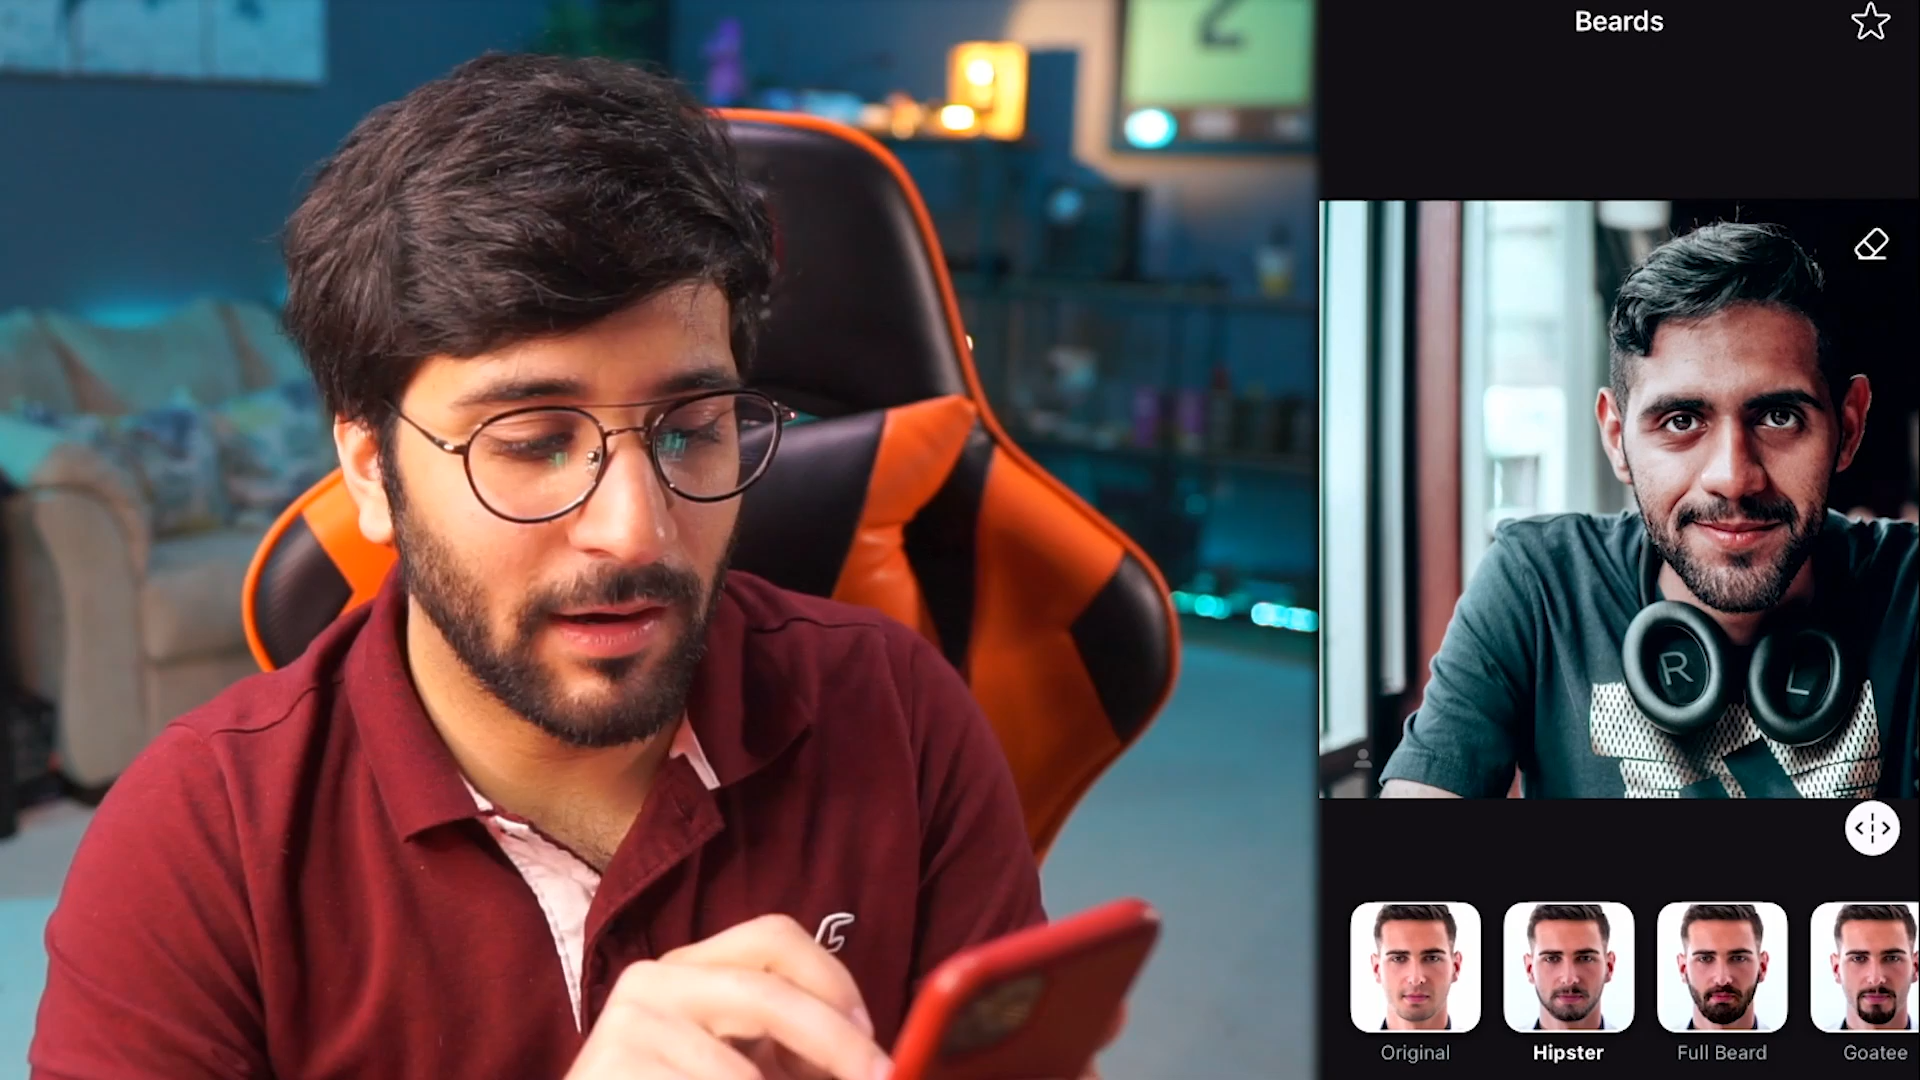 Beards
R
L
Original
Hipster
Full Beard
Goatee